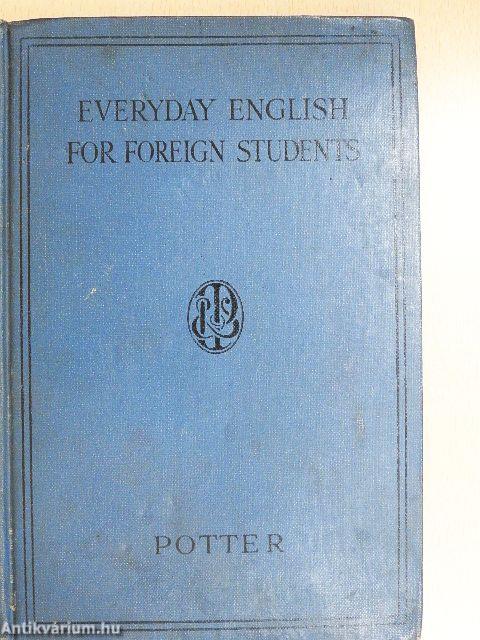 EVERYDAY ENGLISH
FOR FOREIGN STUDENTS
POTTER
Antikvárium.hu